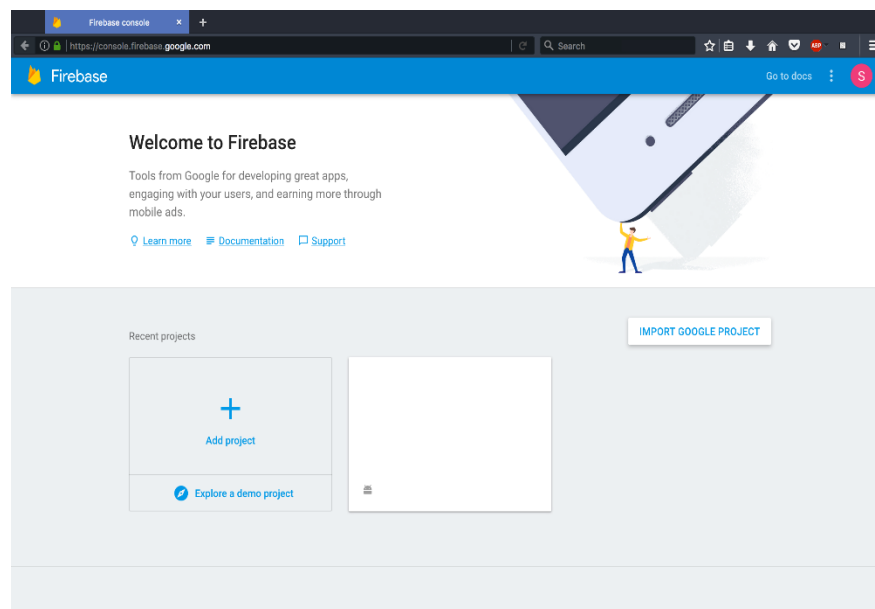 Firebase console
https://console.firebase.google.com
Search
ABP
Firebase
Go to docs
S
Welcome to Firebase
Tools from Google for developing great apps,
engaging with your users, and earning more through
mobile ads.
Learn more
Documentation
Support
Recent projects
IMPORT GOOGLE PROJECT
Add project
Explore a demo project